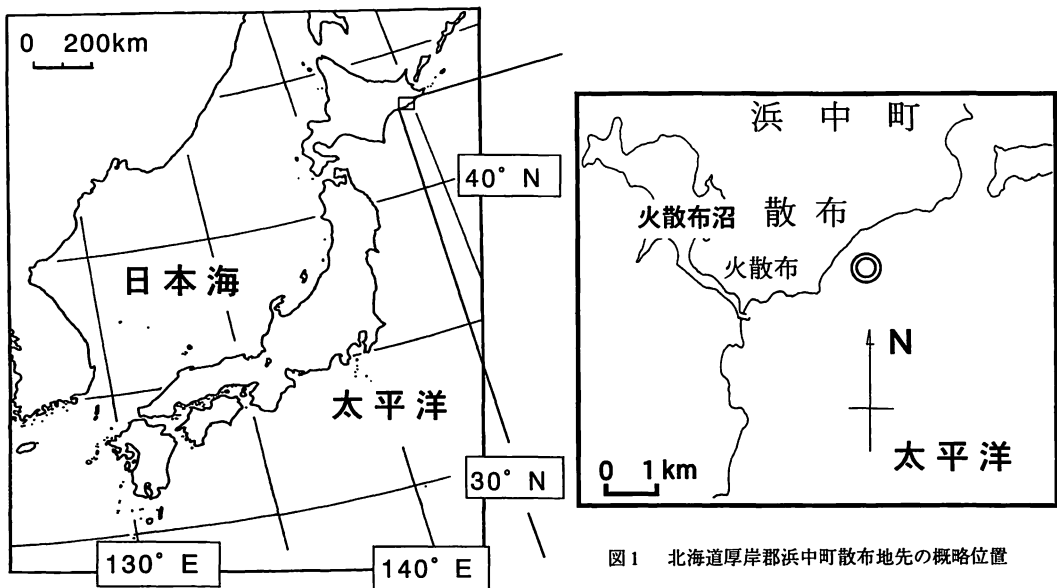 0 200km
40° N
日本海
太平洋
30° N
130° E
140° E
浜中町
火散布沼
散布
火散布
N
太平洋
0 1km
図1 北海道厚岸郡浜中町散布地先の概略位置